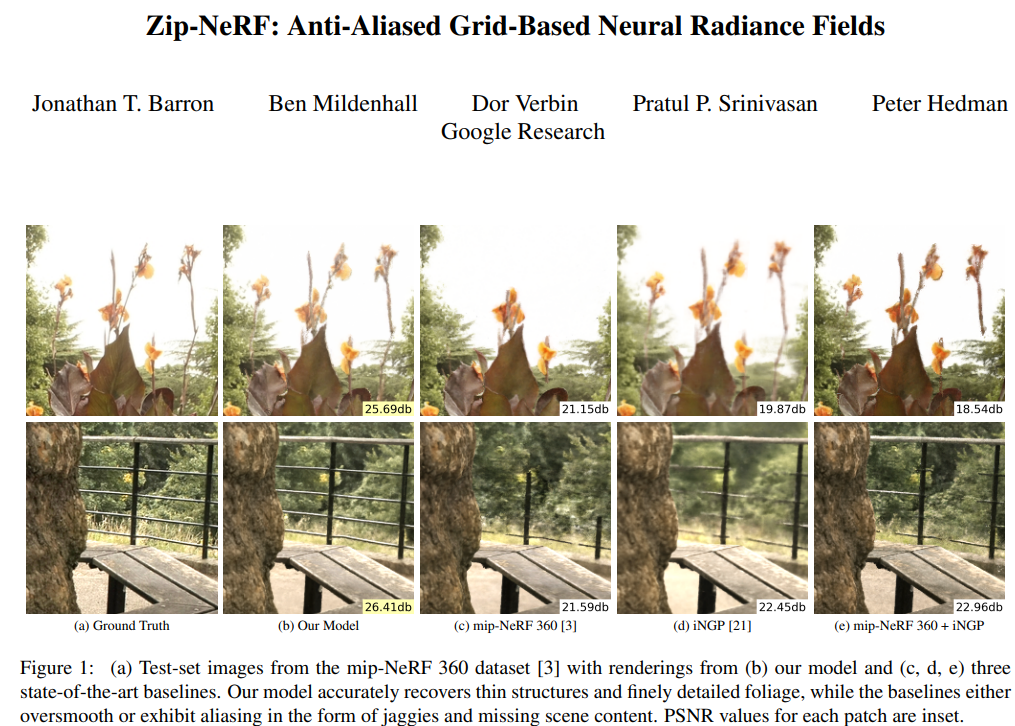 Zip-NeRF: Anti-Aliased Grid-Based Neural Radiance Fields
Jonathan T. Barron Ben Mildenhall Dor Verbin Pratul P. Srinivasan Peter Hedman
Google Research
25.69db 21.15db 19.87db 18.54db
26.41db 21.59db 22.45db 22.96db
(a) Ground Truth (b) Our Model (c) mip-NeRF 360 [3] (d) iNGP [21] (e) mip-NeRF 360 + iNGP
Figure 1: (a) Test-set images from the mip-NeRF 360 dataset [3] with renderings from (b) our model and (c, d, e) three
state-of-the-art baselines. Our model accurately recovers thin structures and finely detailed foliage, while the baselines either
oversmooth or exhibit aliasing in the form of jaggies and missing scene content. PSNR values for each patch are inset.